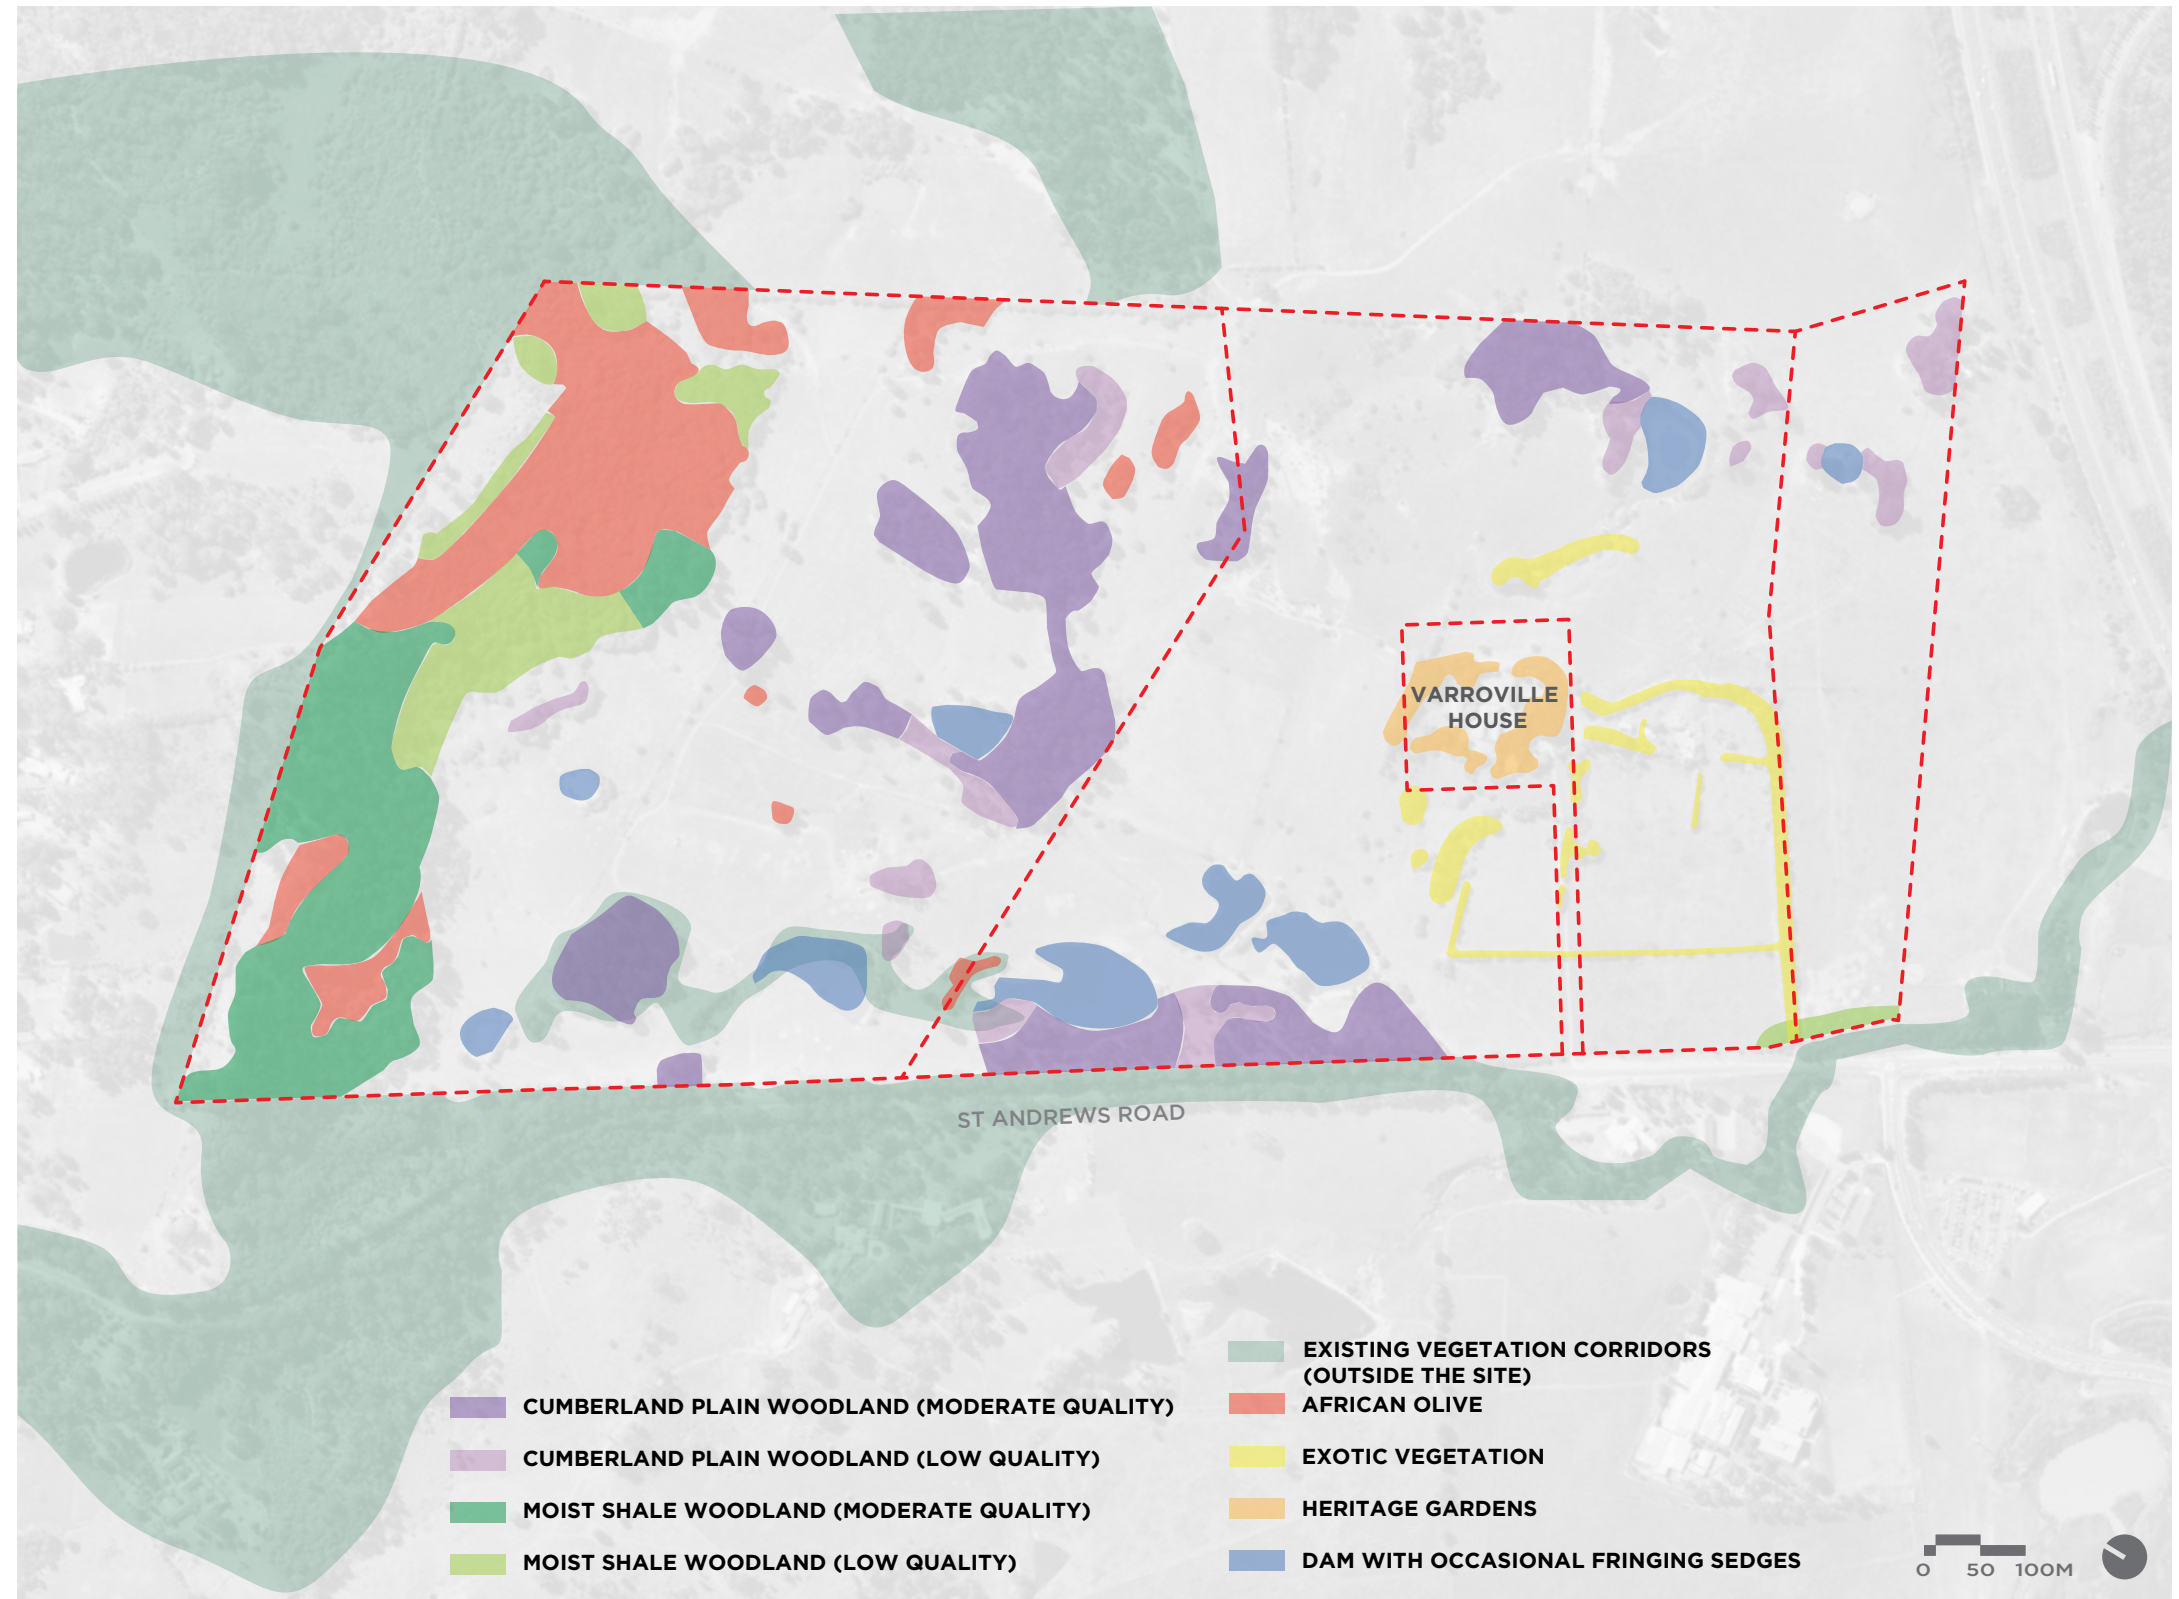 VARROVILLE
HOUSE
ST ANDREWS ROAD
CUMBERLAND PLAIN WOODLAND (MODERATE QUALITY)
CUMBERLAND PLAIN WOODLAND (LOW QUALITY)
MOIST SHALE WOODLAND (MODERATE QUALITY)
MOIST SHALE WOODLAND (LOW QUALITY)
EXISTING VEGETATION CORRIDORS
(OUTSIDE THE SITE)
AFRICAN OLIVE
EXOTIC VEGETATION
HERITAGE GARDENS
DAM WITH OCCASIONAL FRINGING SEDGES
0 50 100M